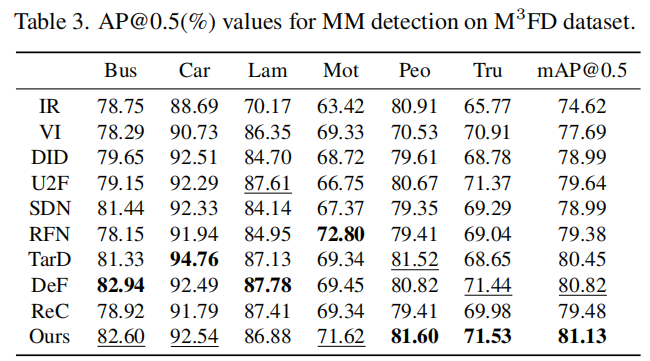 Table 3. AP@0.5(%) values for MM detection on M³FD dataset.
Bus Car Lam Mot Peo Tru mAP@0.5
IR 78.75 88.69 70.17 63.42 80.91 65.77 74.62
VI 78.29 90.73 86.35 69.33 70.53 70.91 77.69
DID 79.65 92.51 84.70 68.72 79.61 68.78 78.99
U2F 79.15 92.29 87.61 66.75 80.67 71.37 79.64
SDN 81.44 92.33 84.14 67.37 79.35 69.29 78.99
RFN 78.15 91.94 84.95 72.80 79.41 69.04 79.38
TarD 81.33 94.76 87.13 69.34 81.52 68.65 80.45
DeF 82.94 92.49 87.78 69.45 80.82 71.44 80.82
ReC 78.92 91.79 87.41 69.34 79.41 69.98 79.48
Ours 82.60 92.54 86.88 71.62 81.60 71.53 81.13